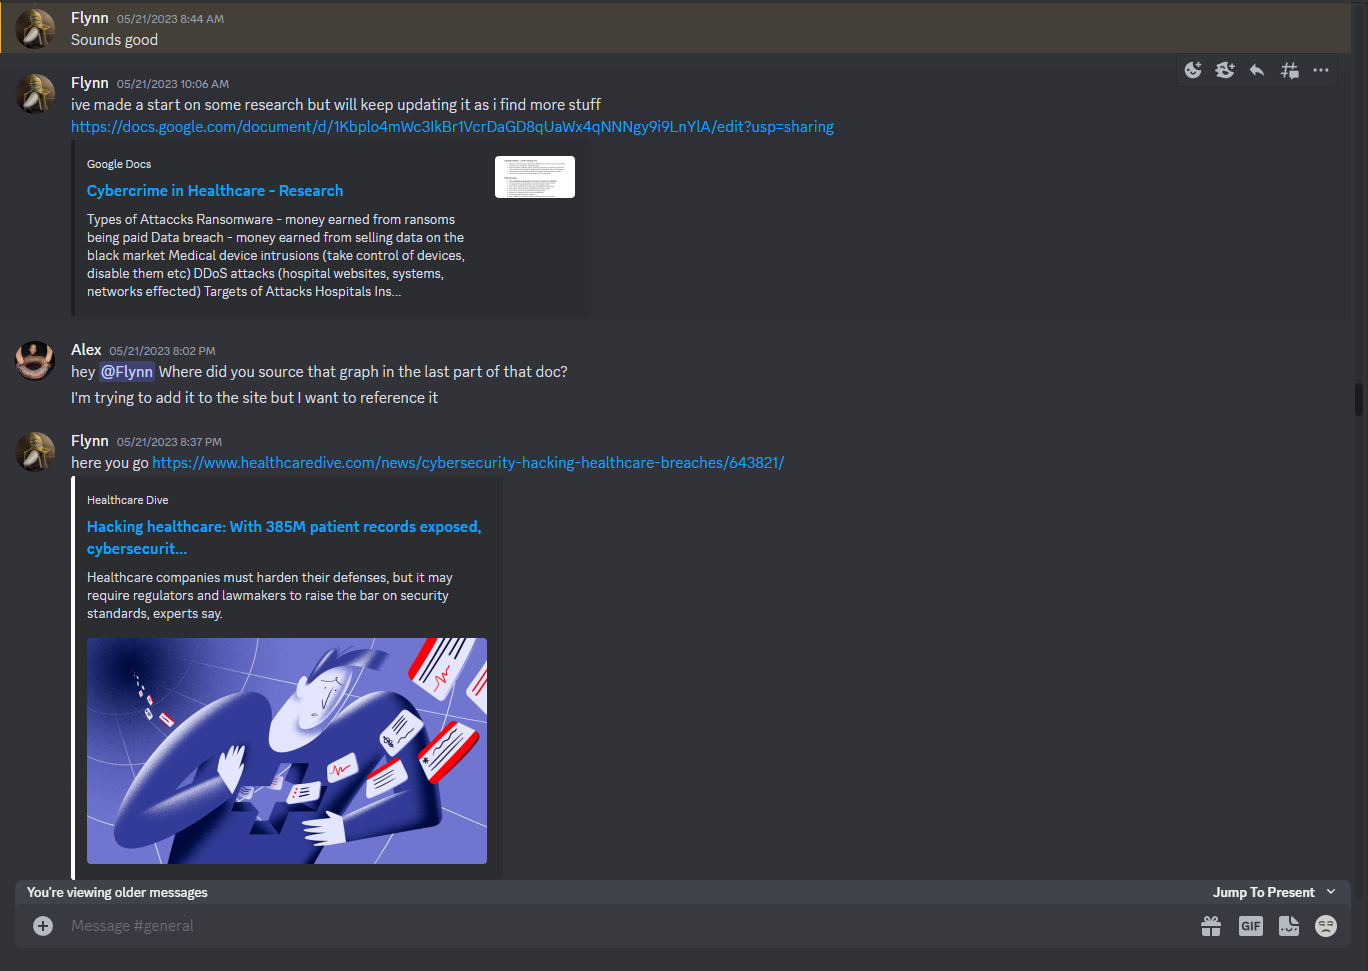 Flynn 05/21/2023 8:44 AM
Sounds good
Flynn 05/21/2023 10:06 AM
ive made a start on some research but will keep updating it as i find more stuff
https://docs.google.com/document/d/1Kbplo4mWc3IkBr1VcrDaGD8qUaWx4qNNNgy9i9LnYlA/edit?usp=sharing
Google Docs
Cybercrime in Healthcare - Research
Types of Attaccks Ransomware - money earned from ransoms
being paid Data breach - money earned from selling data on the
black market Medical device intrusions (take control of devices,
disable them etc) DDoS attacks (hospital websites, systems,
networks effected) Targets of Attacks Hospitals Ins...
Alex 05/21/2023 8:02 PM
hey @Flynn Where did you source that graph in the last part of that doc?
I'm trying to add it to the site but I want to reference it
Flynn 05/21/2023 8:37 PM
here you go https://www.healthcaredive.com/news/cybersecurity-hacking-healthcare-breaches/643821/
Healthcare Dive
Hacking healthcare: With 385M patient records exposed,
cybersecurit...
Healthcare companies must harden their defenses, but it may
require regulators and lawmakers to raise the bar on security
standards, experts say.
You're viewing older messages
Jump To Present
Message #general
GIF